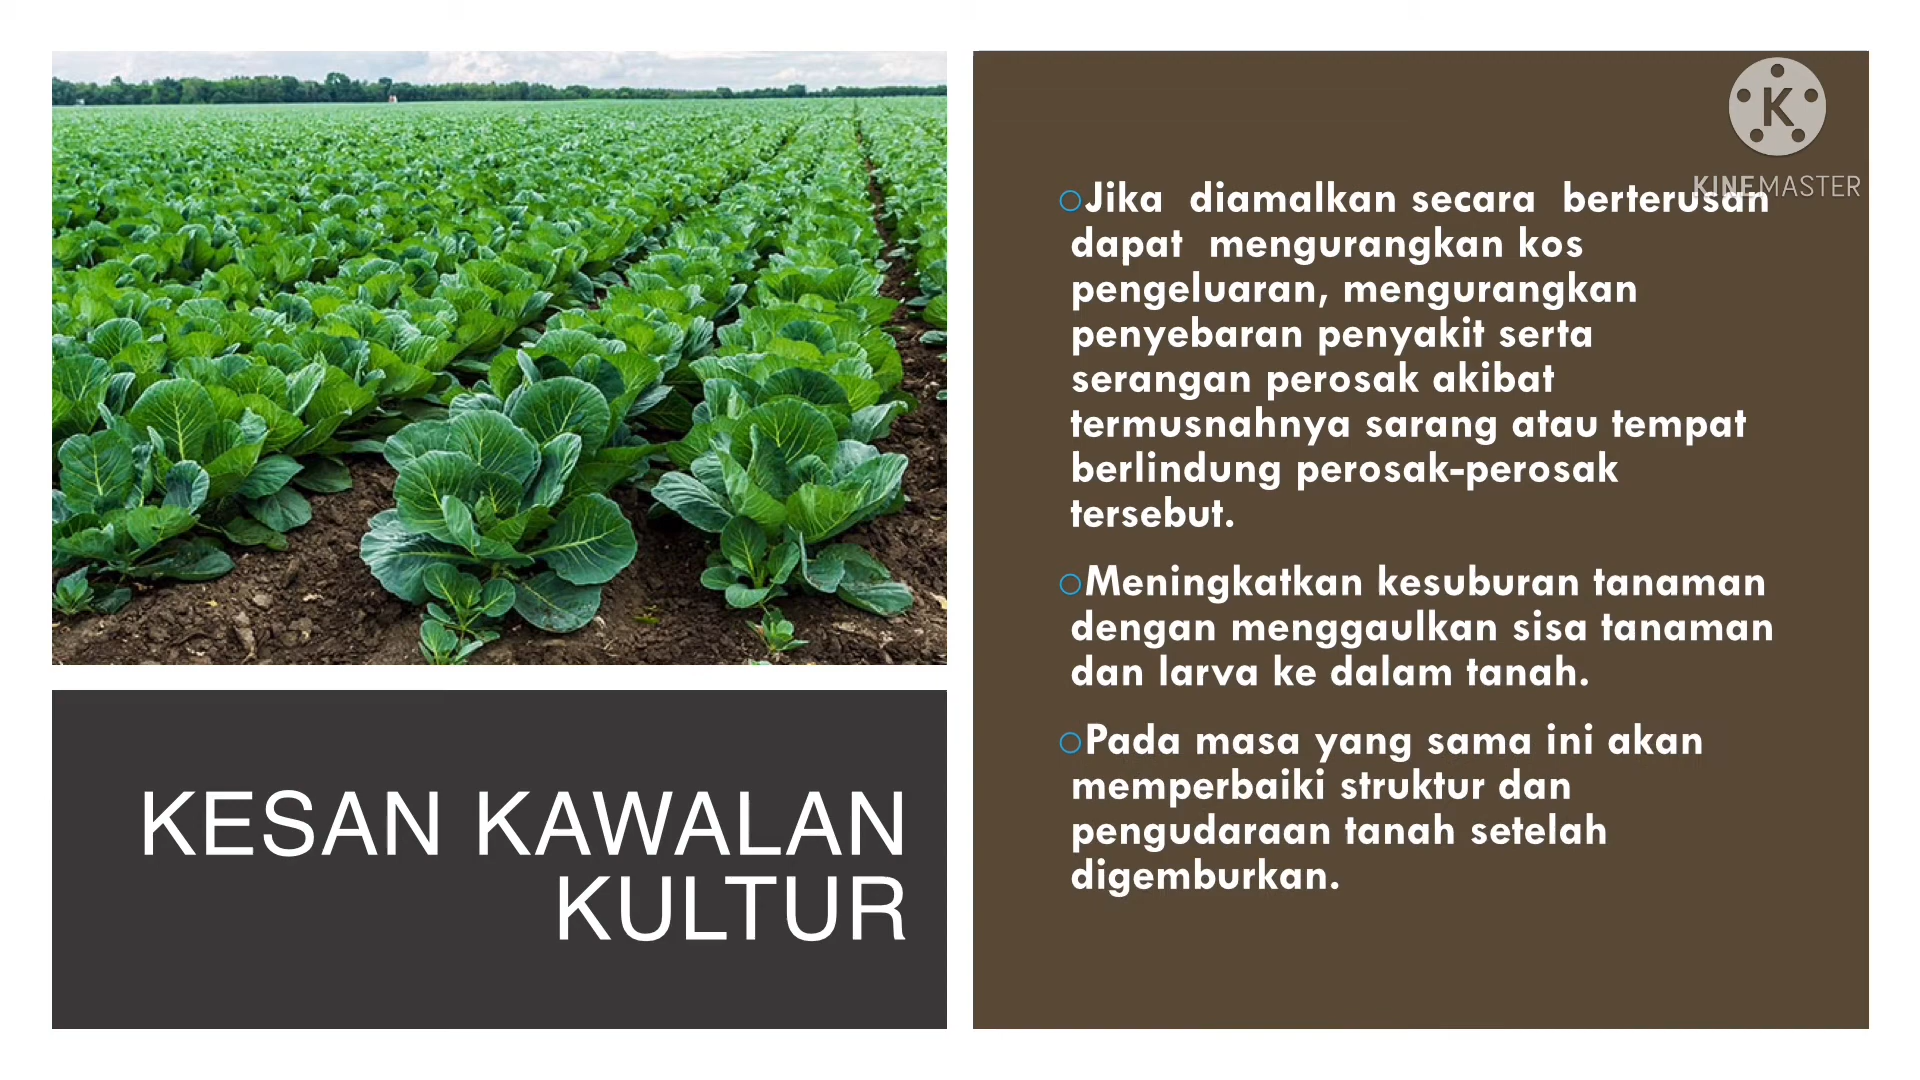 K
KINEMASTER
Jika diamalkan secara berterusan
dapat mengurangkan kos
pengeluaran, mengurangkan
penyebaran penyakit serta
serangan perosak akibat
termusnahnya sarang atau tempat
berlindung perosak-perosak
tersebut.
Meningkatkan kesuburan tanaman
dengan menggaulkan sisa tanaman
dan larva ke dalam tanah.
Pada masa yang sama ini akan
memperbaiki struktur dan
pengudaraan tanah setelah
digemburkan.
KESAN KAWALAN
KULTUR